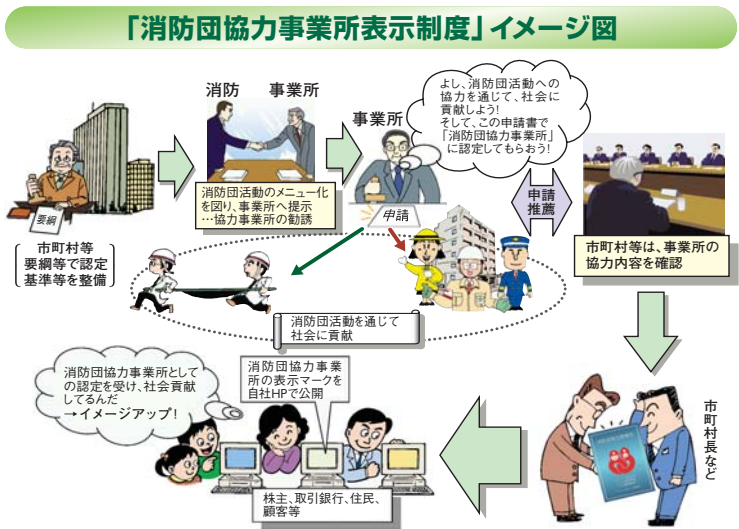 「消防団協力事業所表示制度」イメージ図
要綱
市町村等
要綱等で認定
基準等を整備
消防　事業所
消防団活動のメニュー化
を図り、事業所へ提示
…協力事業所の勧誘
事業所
申請
よし、消防団活動への
協力を通じて、社会に
貢献しよう！
そして、この申請書で
「消防団協力事業所」
に認定してもらおう！
申請
推薦
市町村等は、事業所の
協力内容を確認
消防団活動を通じて
社会に貢献
市町村長など
消防団協力事業所として
の認定を受け、社会貢献
してるんだ
→イメージアップ！
消防団協力事業
所の表示マークを
自社HPで公開
株主、取引銀行、住民、
顧客等